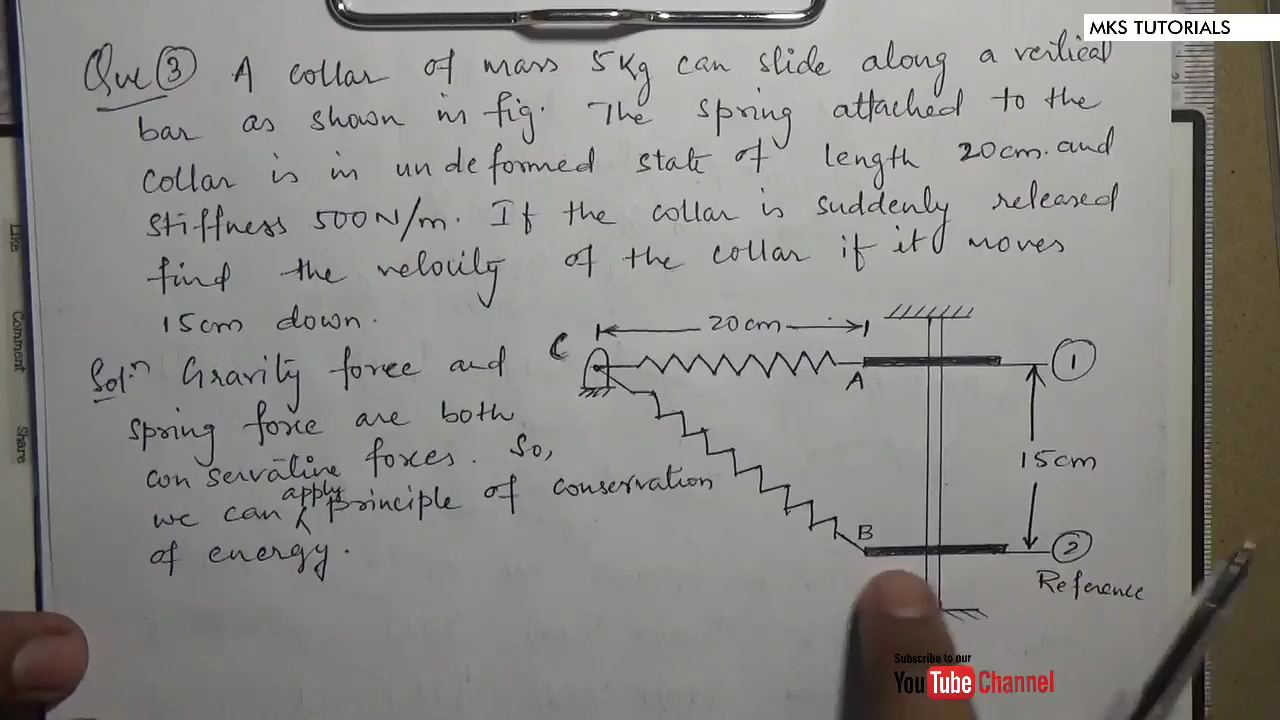 MKS TUTORIALS
Que ③ A collar of mass 5Kg can slide along a vertical
bar as shown in fig. The spring attached to the
collar is in undeformed state of length 20cm. and
stiffness 500N/m. If the collar is suddenly released
find the velocity of the collar if it moves
15cm down.
Solⁿ. Gravity force and
spring force are both
conservative forces. So,
we can apply principle of conservation
of energy.
C
20cm
A
①
15cm
B
②
Reference
Like
Comment
Share
Subscribe to our
YouTube Channel